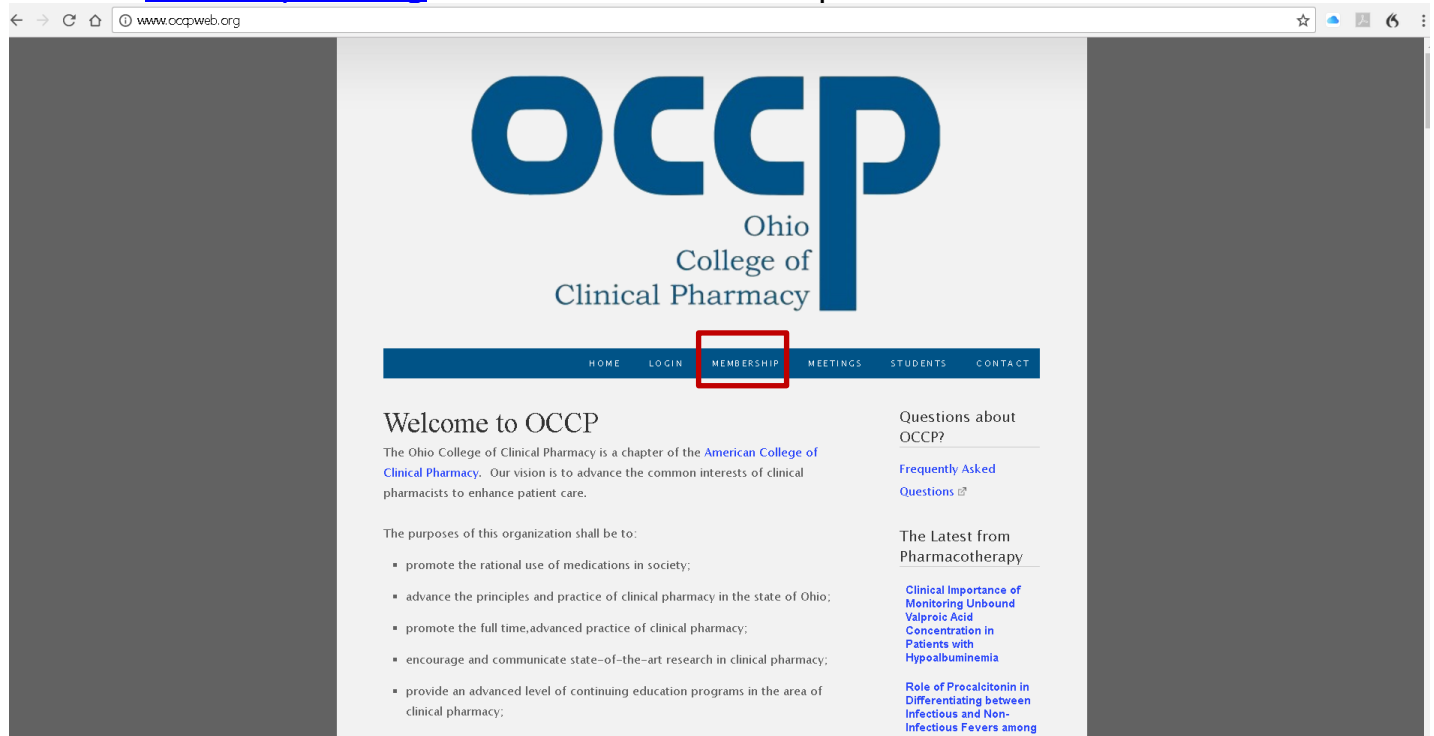 www.occpweb.org
occp
Ohio
College of
Clinical Pharmacy
HOME LOGIN MEMBERSHIP MEETINGS STUDENTS CONTACT
Welcome to OCCP
The Ohio College of Clinical Pharmacy is a chapter of the American College of
Clinical Pharmacy. Our vision is to advance the common interests of clinical
pharmacists to enhance patient care.
The purposes of this organization shall be to:
▪ promote the rational use of medications in society;
▪ advance the principles and practice of clinical pharmacy in the state of Ohio;
▪ promote the full time,advanced practice of clinical pharmacy;
▪ encourage and communicate state-of-the-art research in clinical pharmacy;
▪ provide an advanced level of continuing education programs in the area of
clinical pharmacy;
Questions about
OCCP?
Frequently Asked
Questions
The Latest from
Pharmacotherapy
Clinical Importance of
Monitoring Unbound
Valproic Acid
Concentration in
Patients with
Hypoalbuminemia
Role of Procalcitonin in
Differentiating between
Infectious and Non-
Infectious Fevers among